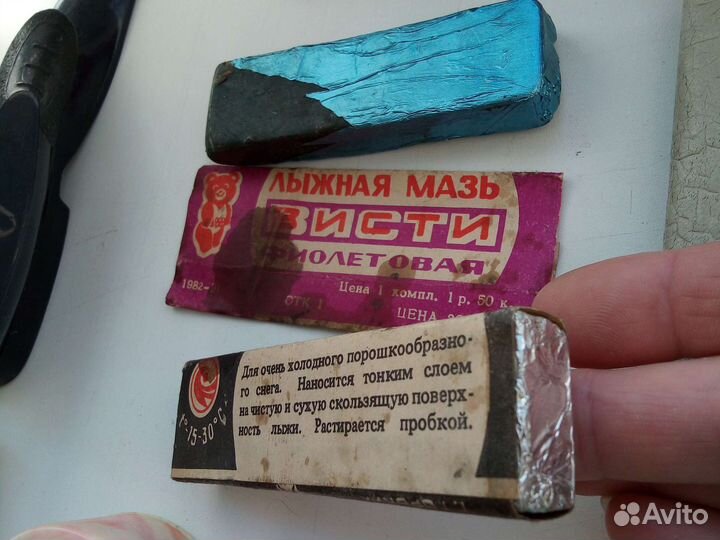 ЛЫЖНАЯ МАЗЬ
ВИСТИ
ФИОЛЕТОВАЯ
Цена 1 компл. 1 р. 50 к.
1982
ОТК 1
ЦЕНА
Для очень холодного порошкообразно-
го снега. Наносится тонким слоем
на чистую и сухую скользящую поверх-
ность лыжи. Растирается пробкой.
t°-15-30°C
Avito